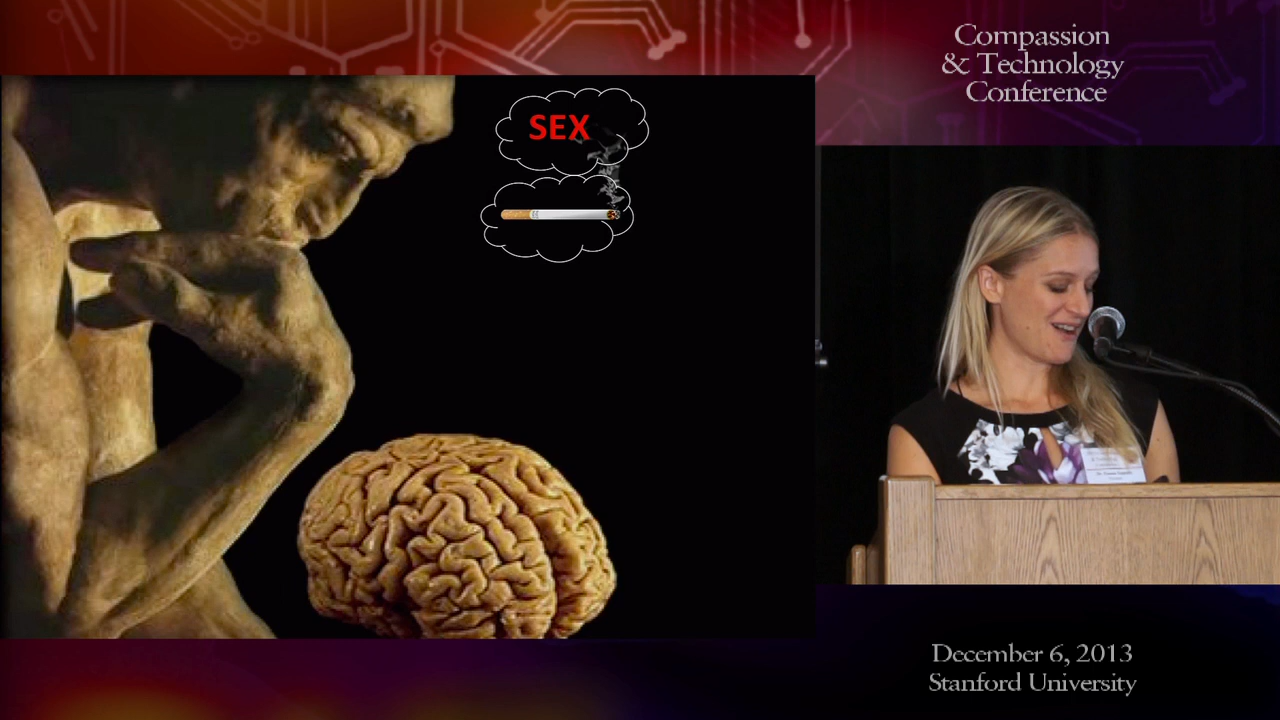 SEX
Compassion
& Technology
Conference
December 6, 2013
Stanford University